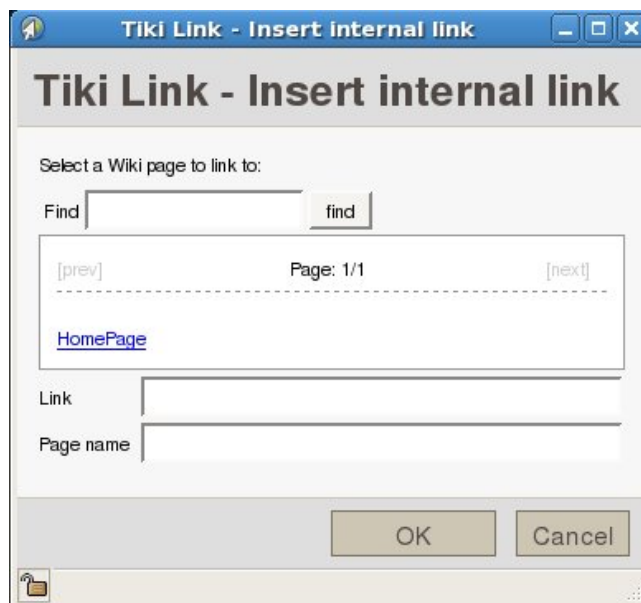 Tiki Link - Insert internal link
Tiki Link - Insert internal link
Select a Wiki page to link to:
Find find
[prev] Page: 1/1 [next]
HomePage
Link
Page name
OK Cancel